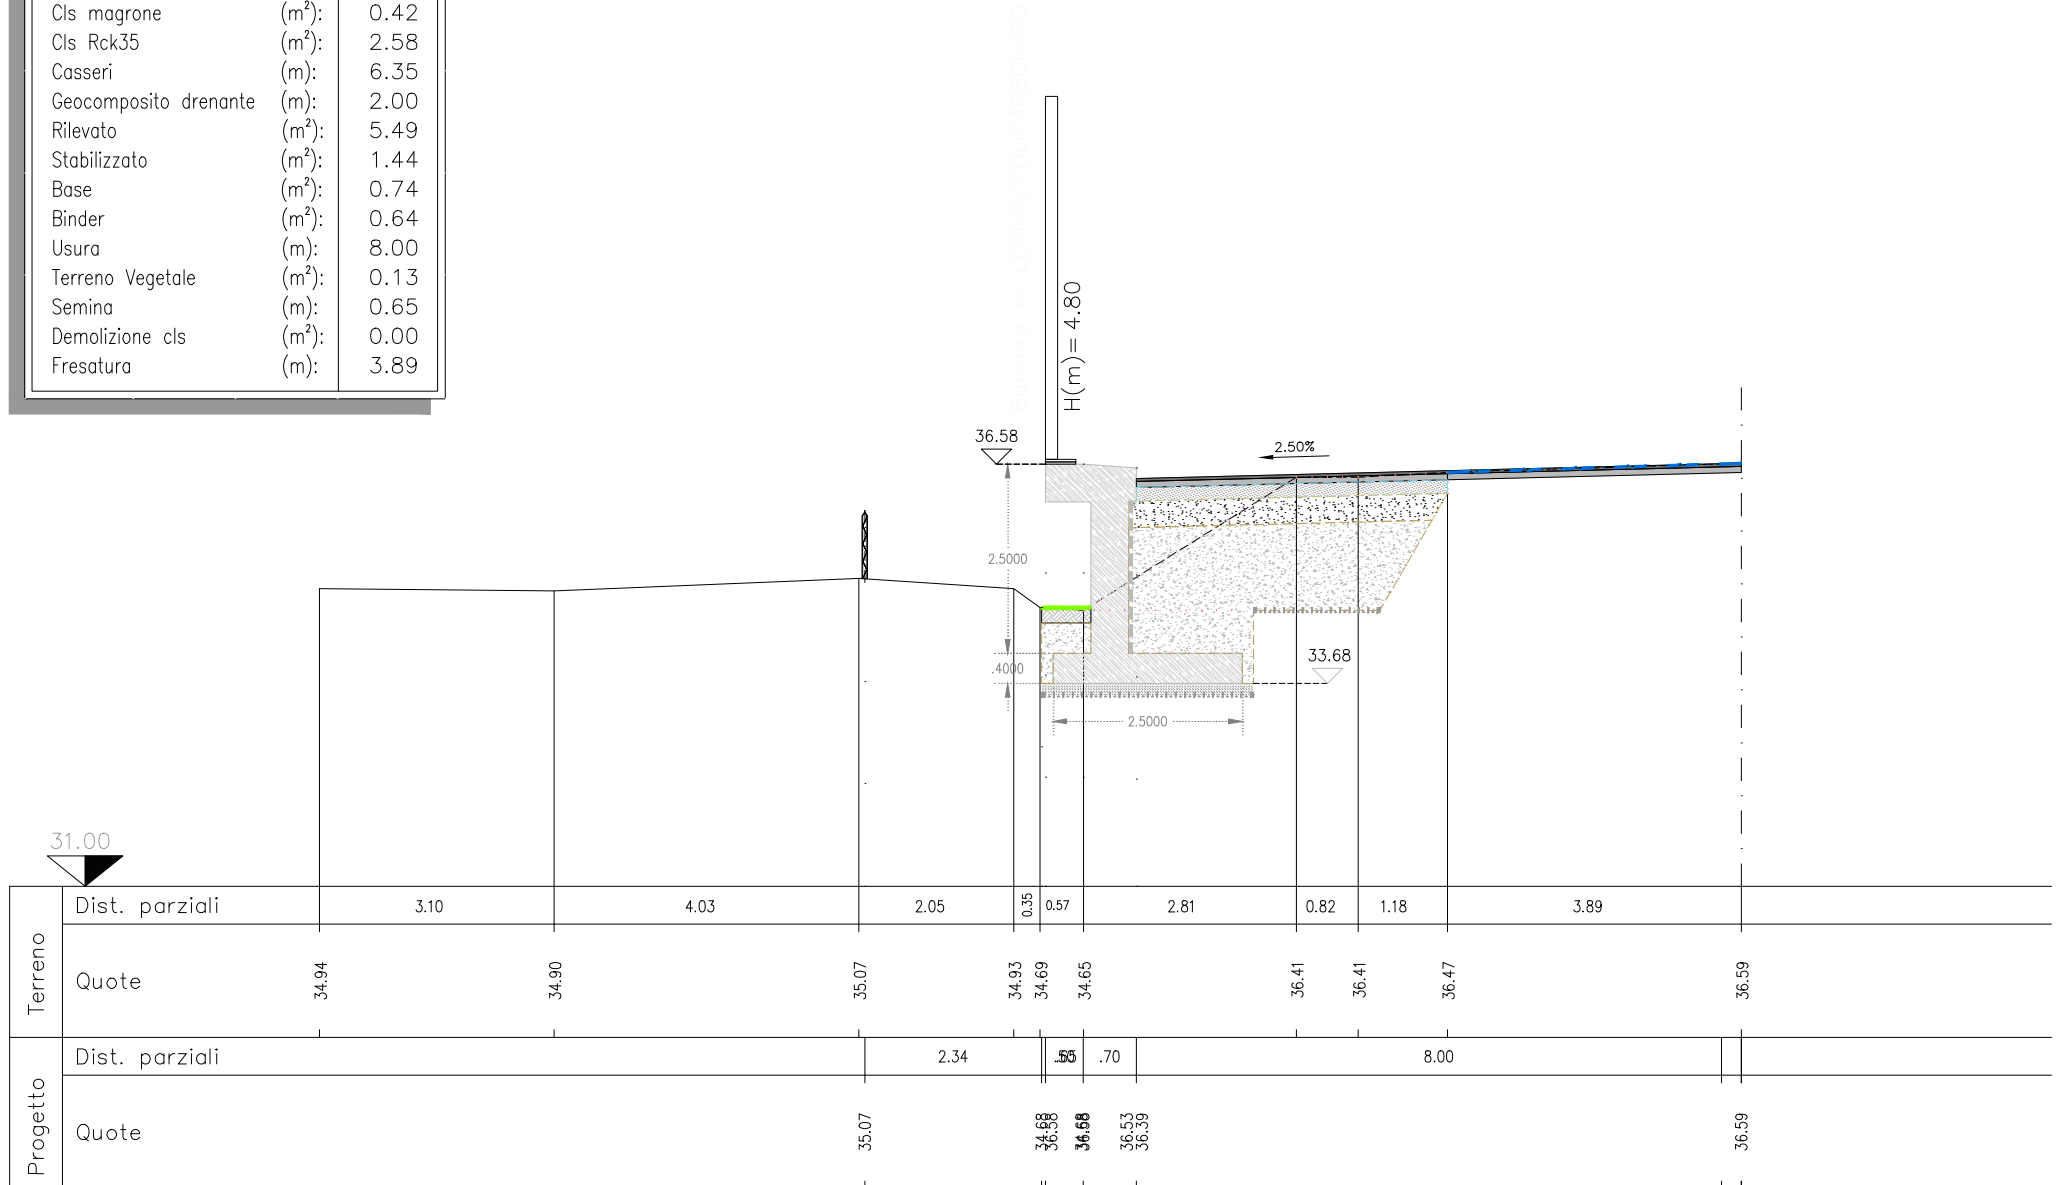 Cls magrone (m²): 0.42
Cls Rck35 (m²): 2.58
Casseri (m): 6.35
Geocomposito drenante (m): 2.00
Rilevato (m²): 5.49
Stabilizzato (m²): 1.44
Base (m²): 0.74
Binder (m²): 0.64
Usura (m): 8.00
Terreno Vegetale (m²): 0.13
Semina (m): 0.65
Demolizione cls (m²): 0.00
Fresatura (m): 3.89
H(m)= 4.80
36.58
2.50%
2.5000
.4000
33.68
2.5000
31.00
Terreno
Dist. parziali 3.10 4.03 2.05 0.35 0.57 2.81 0.82 1.18 3.89
Quote 34.94 34.90 35.07 34.93 34.69 34.65 36.41 36.41 36.47 36.59
Progetto
Dist. parziali 2.34 .70 8.00
Quote 35.07 34.68 36.58 36.53 36.39 36.59